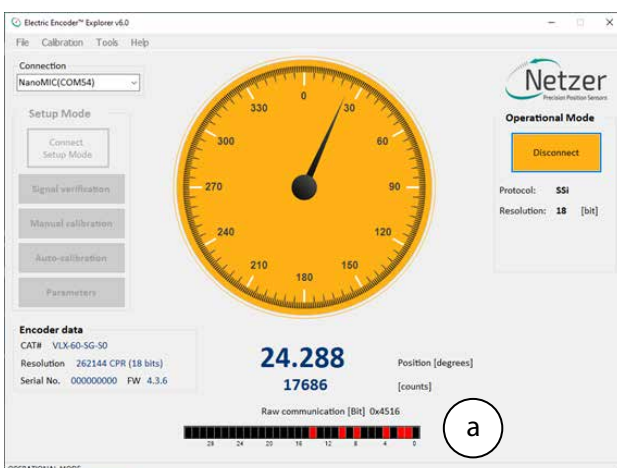 Electric Encoder™ Explorer v6.0
File Calibration Tools Help
Connection
NanoMIC(COM54)
Setup Mode
Connect
Setup Mode
Signal verification
Manual calibration
Auto-calibration
Parameters
0
30
60
90
120
150
180
210
240
270
300
330
Netzer
Precision Position Sensors
Operational Mode
Disconnect
Protocol: SSi
Resolution: 18 [bit]
Encoder data
CAT# VLX-60-SG-S0
Resolution 262144 CPR (18 bits)
Serial No. 000000000 FW 4.3.6
24.288 Position [degrees]
17686 [counts]
Raw communication [Bit] 0x4516
28 24 20 16 12 8 4 0
a
OPERATIONAL MODE